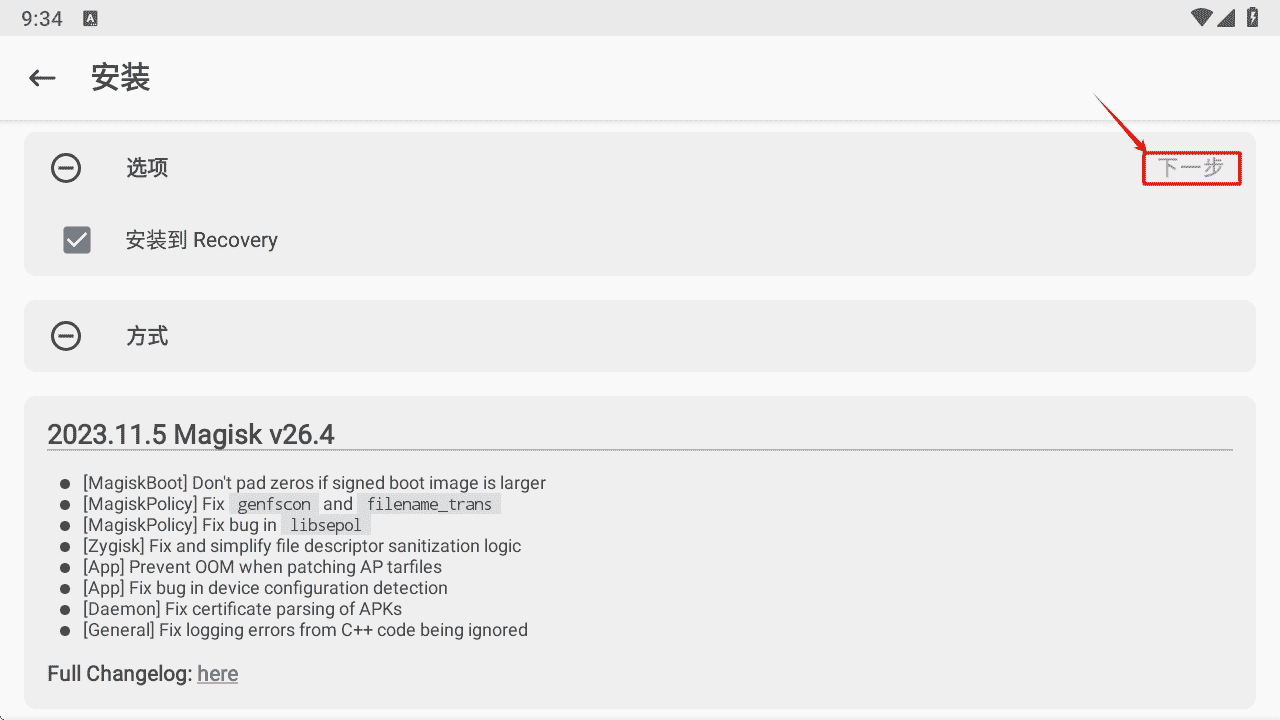 9:34
安装
选项
下一步
安装到 Recovery
方式
2023.11.5 Magisk v26.4
[MagiskBoot] Don't pad zeros if signed boot image is larger
[MagiskPolicy] Fix genfscon and filename_trans
[MagiskPolicy] Fix bug in libsepol
[Zygisk] Fix and simplify file descriptor sanitization logic
[App] Prevent OOM when patching AP tarfiles
[App] Fix bug in device configuration detection
[Daemon] Fix certificate parsing of APKs
[General] Fix logging errors from C++ code being ignored
Full Changelog: here